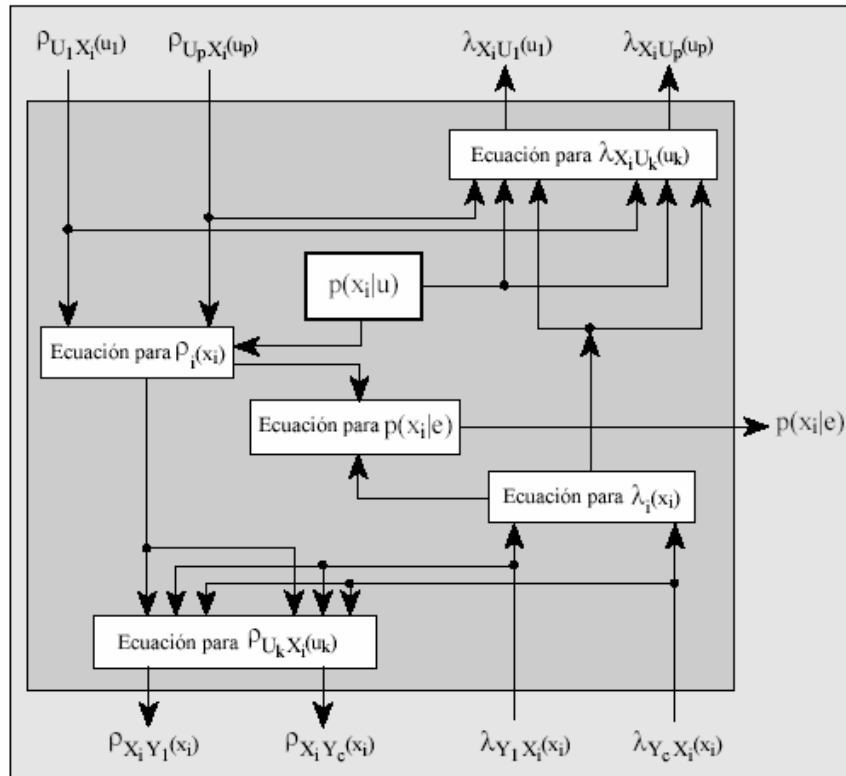 ρU1Xi(u1) ρUpXi(up) λXiU1(u1) λXiUp(up)
Ecuación para λXiUk(uk)
p(xi|u)
Ecuación para ρi(xi)
Ecuación para p(xi|e)
p(xi|e)
Ecuación para λi(xi)
Ecuación para ρUkXi(uk)
ρXiY1(xi) ρXiYc(xi) λY1Xi(xi) λYcXi(xi)